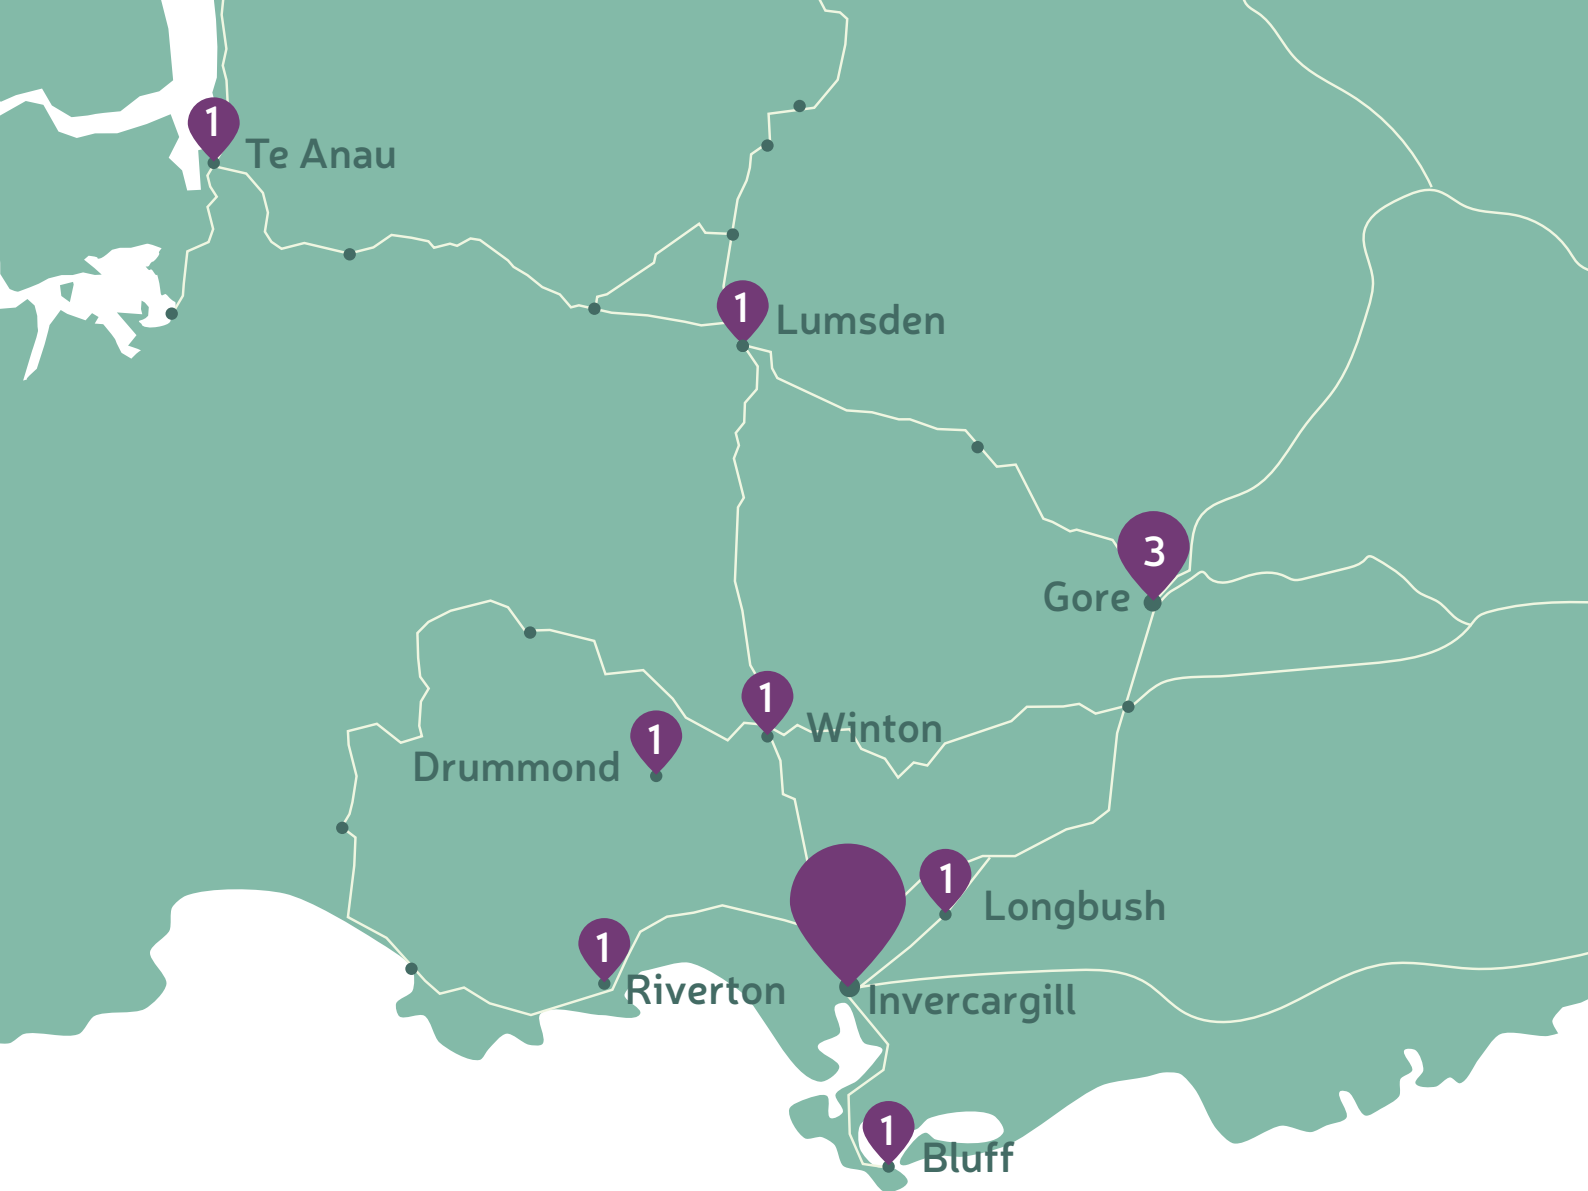 1
Te Anau
1
Lumsden
3
Gore
1
Winton
1
Drummond
1
Longbush
1
Riverton
Invercargill
1
Bluff